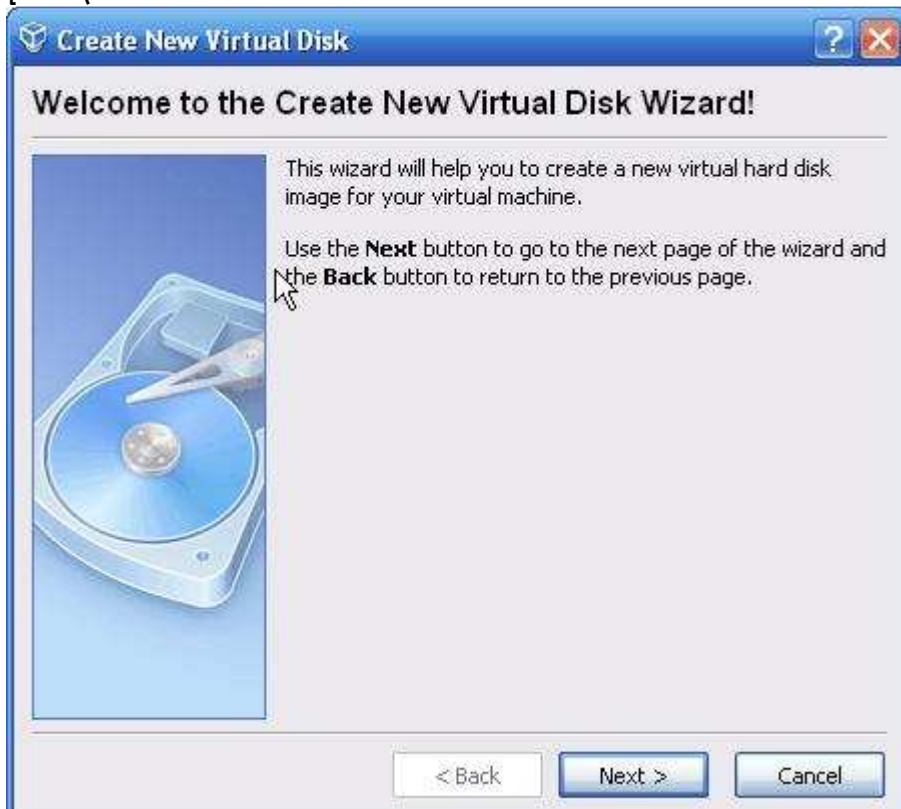 Create New Virtual Disk
Welcome to the Create New Virtual Disk Wizard!
This wizard will help you to create a new virtual hard disk
image for your virtual machine.
Use the Next button to go to the next page of the wizard and
the Back button to return to the previous page.
< Back Next > Cancel